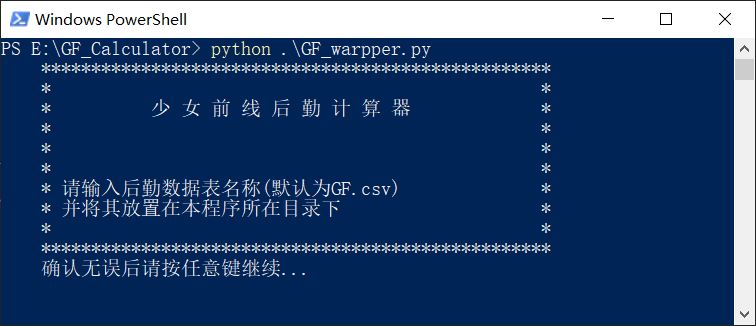 Windows PowerShell
PS E:\GF_Calculator> python .\GF_warpper.py
***************************************************
* *
* 少 女 前 线 后 勤 计 算 器 *
* *
* *
* *
* 请输入后勤数据表名称(默认为GF.csv) *
* 并将其放置在本程序所在目录下 *
* *
***************************************************
确认无误后请按任意键继续...